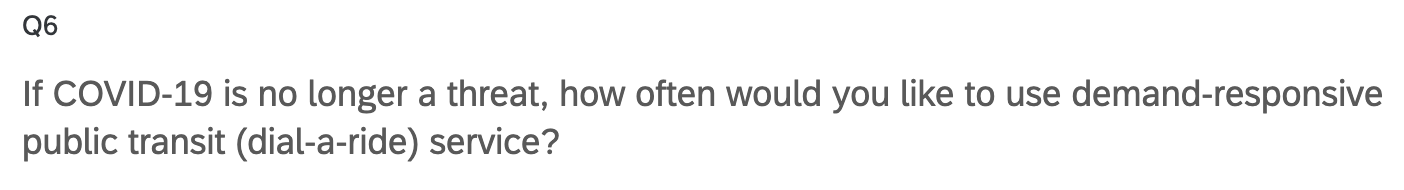 Q6
If COVID-19 is no longer a threat, how often would you like to use demand-responsive
public transit (dial-a-ride) service?